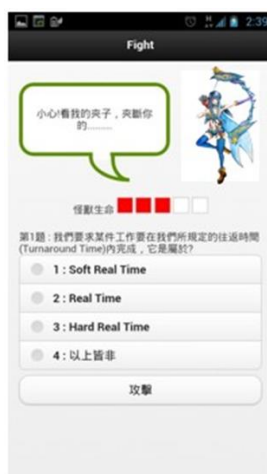 2:39
Fight
小心!看我的夾子，夾斷你
的..........
怪獸生命
第1題 : 我們要求某件工作要在我們所規定的往返時間
(Turnaround Time)內完成，它是屬於?
1 : Soft Real Time
2 : Real Time
3 : Hard Real Time
4 : 以上皆非
攻擊